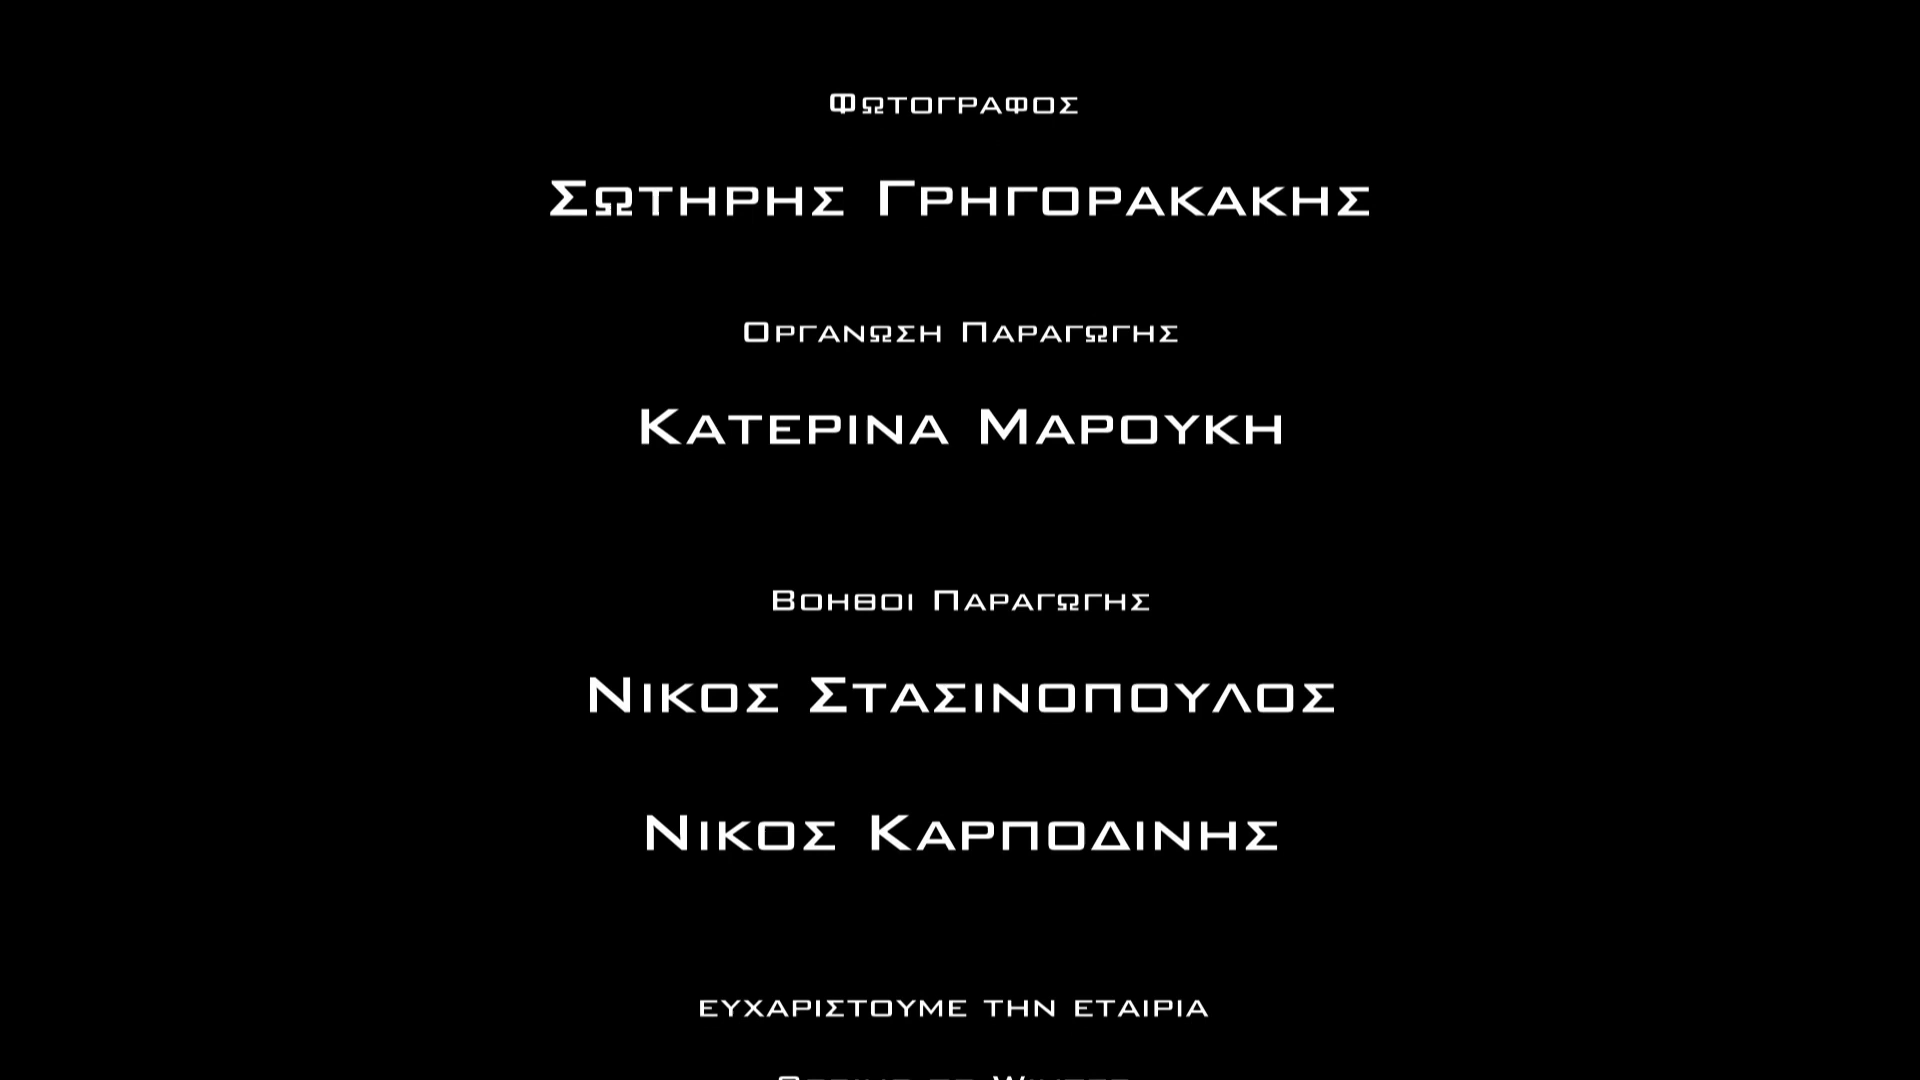 Φωτογραφος
Σωτηρης Γρηγορακακης
Οργανωση Παραγωγης
Κατερινα Μαρουκη
Βοηθοι Παραγωγης
Νικος Στασινοπουλος
Νικος Καρποδινης
ευχαριστουμε την εταιρια